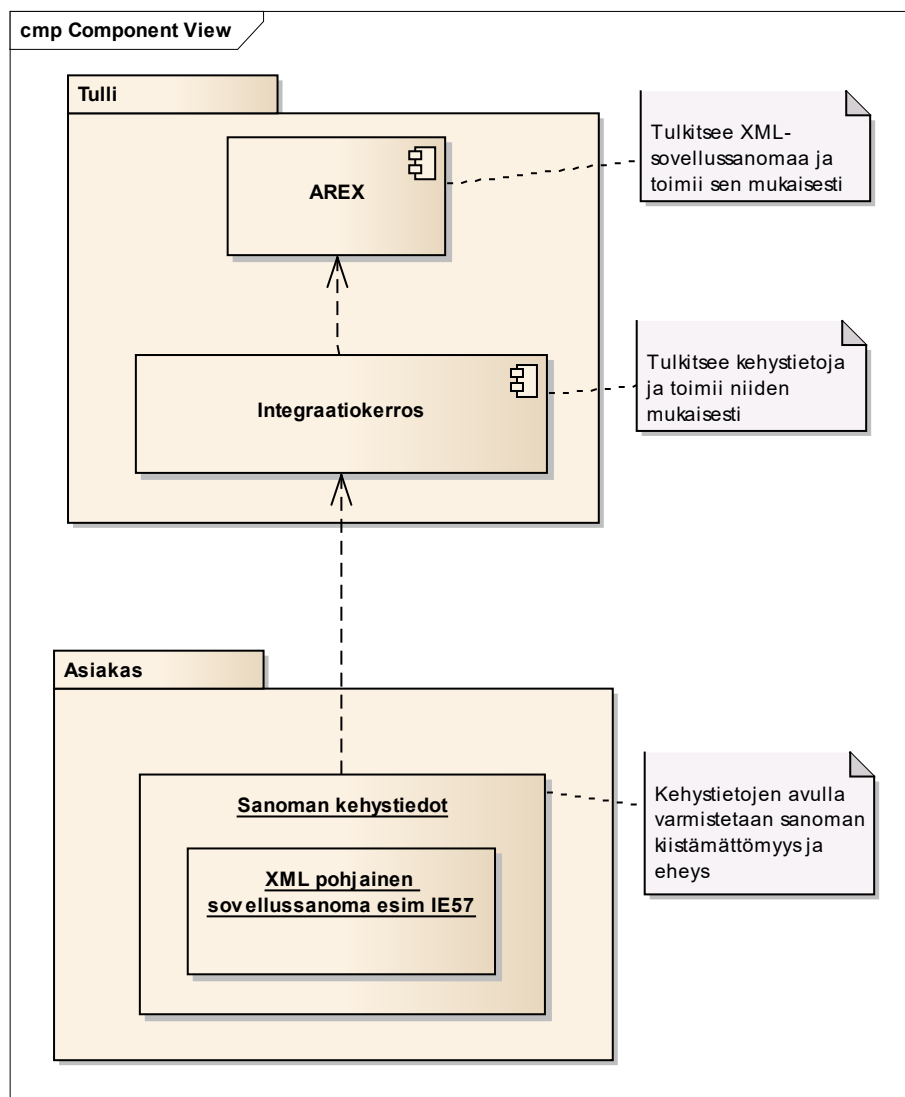 cmp Component View
Tulli
AREX
Tulkitsee XML-
sovellussanomaa ja
toimii sen mukaisesti
Integraatiokerros
Tulkitsee kehystietoja
ja toimii niiden
mukaisesti
Asiakas
Sanoman kehystiedot
XML pohjainen
sovellussanoma esim IE57
Kehystietojen avulla
varmistetaan sanoman
kiistämättömyys ja
eheys